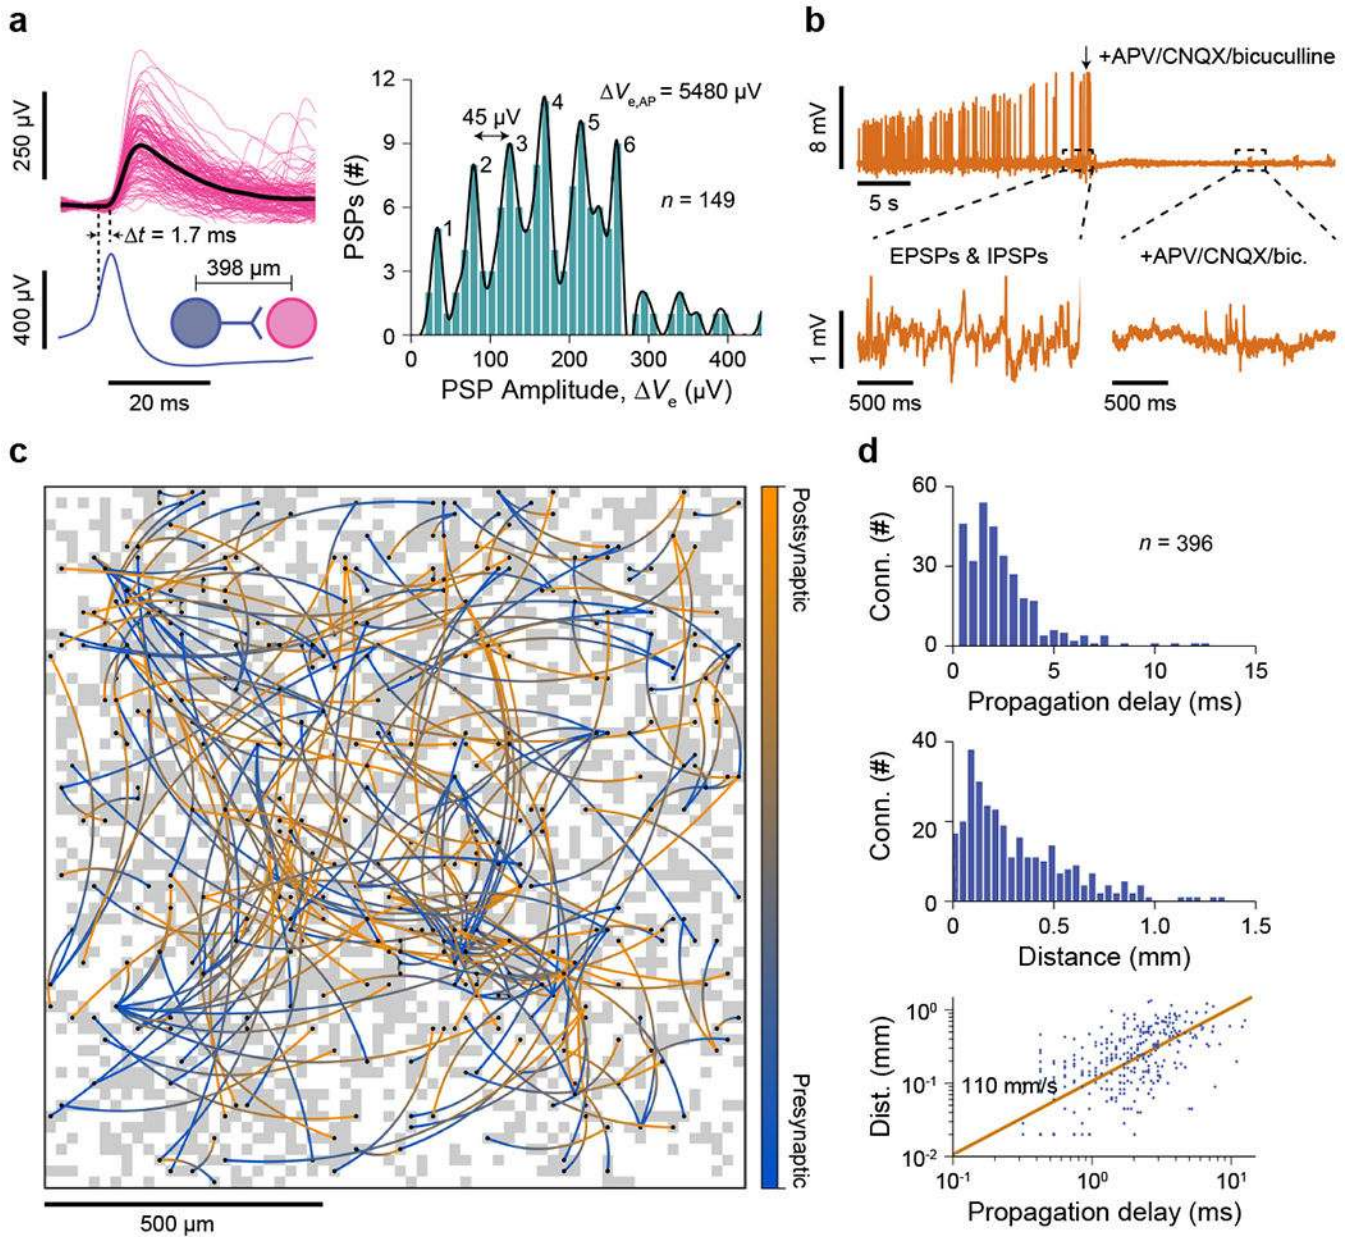 a
250 µV
Δt = 1.7 ms
398 µm
400 µV
20 ms
12
9
6
3
0
PSPs (#)
45 µV
1
2
3
4
5
6
ΔVe,AP = 5480 µV
n = 149
0
100
200
300
400
PSP Amplitude, ΔVe (µV)
b
+APV/CNQX/bicuculline
8 mV
5 s
EPSPs & IPSPs
+APV/CNQX/bic.
1 mV
500 ms
500 ms
c
Postsynaptic
Presynaptic
500 µm
d
60
30
0
Conn. (#)
n = 396
0
5
10
15
Propagation delay (ms)
40
20
0
Conn. (#)
0
0.5
1.0
1.5
Distance (mm)
10⁰
10⁻¹
10⁻²
Dist. (mm)
110 mm/s
10⁻¹
10⁰
10¹
Propagation delay (ms)